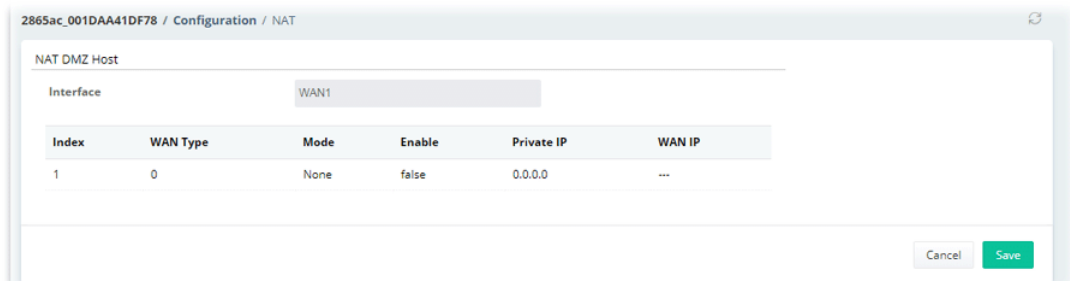 2865ac_001DAA41DF78 / Configuration / NAT
NAT DMZ Host
Interface WAN1
Index WAN Type Mode Enable Private IP WAN IP
1 0 None false 0.0.0.0 ---
Cancel Save